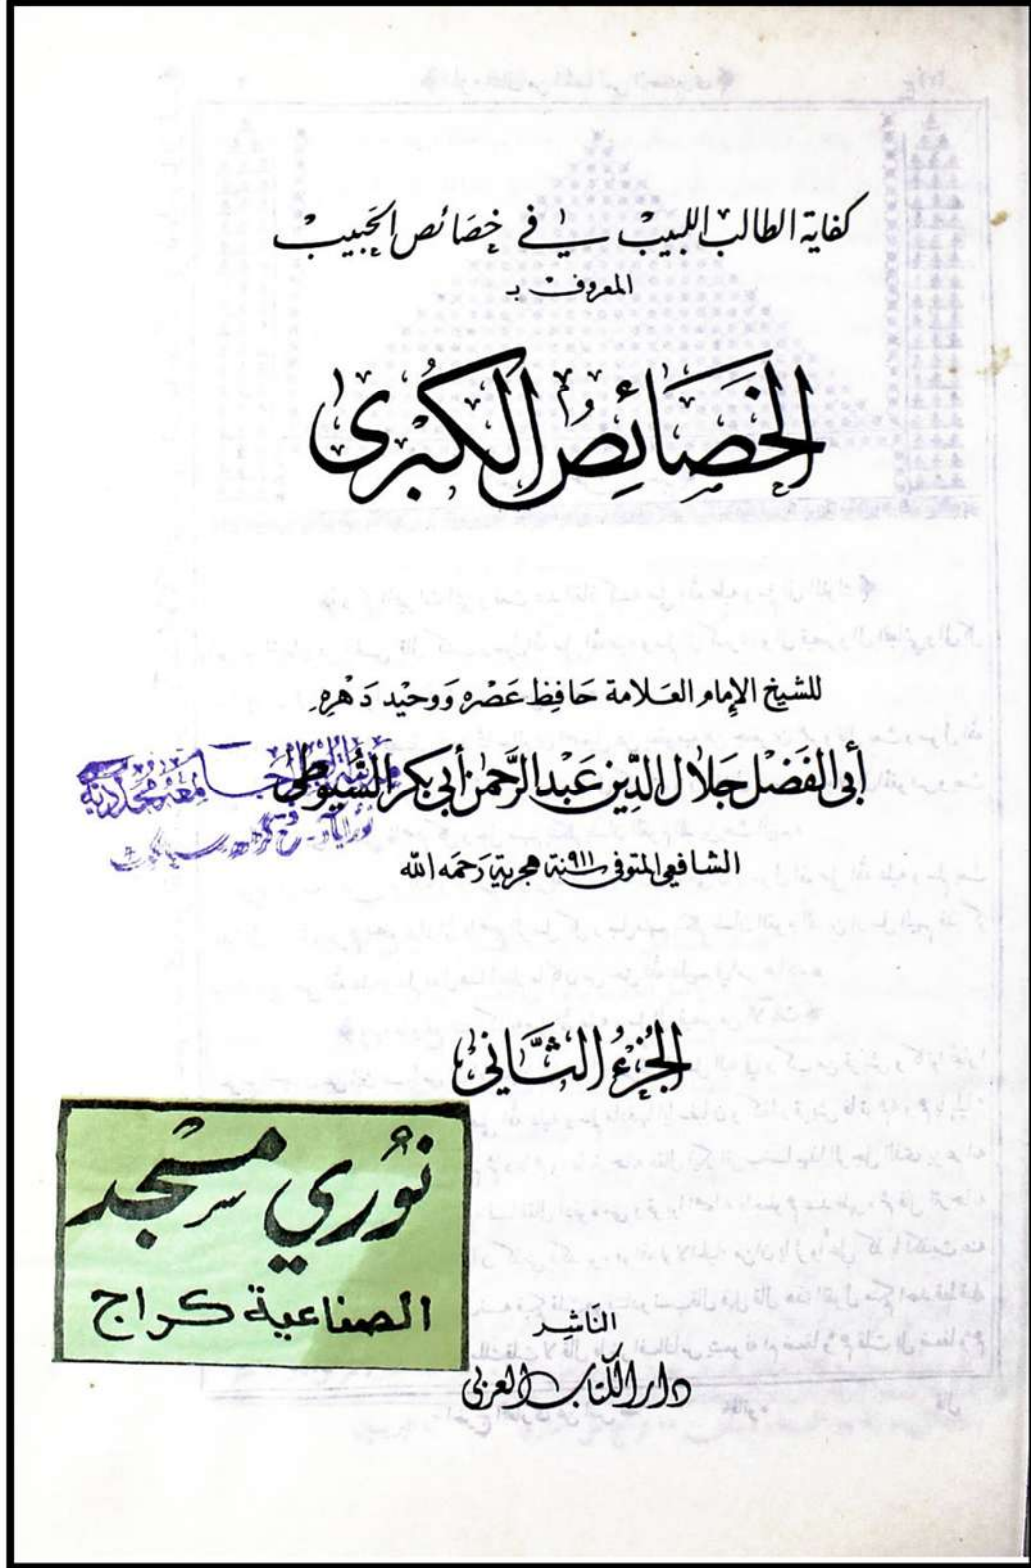 كفاية الطالب اللبيب في خصائص الحبيب
المعروف بـ
الخصائص الكبرى
للشيخ الإمام العلامة حافظ عصره ووحيد دهره
أبي الفضل جلال الدين عبد الرحمن أبي بكر السيوطي
الشافعي المتوفى سنة ٩١١ هجرية رحمه الله
الجزء الثاني
نوري مسجد
الصناعية كراج
الناشر
دار الكتاب العربي